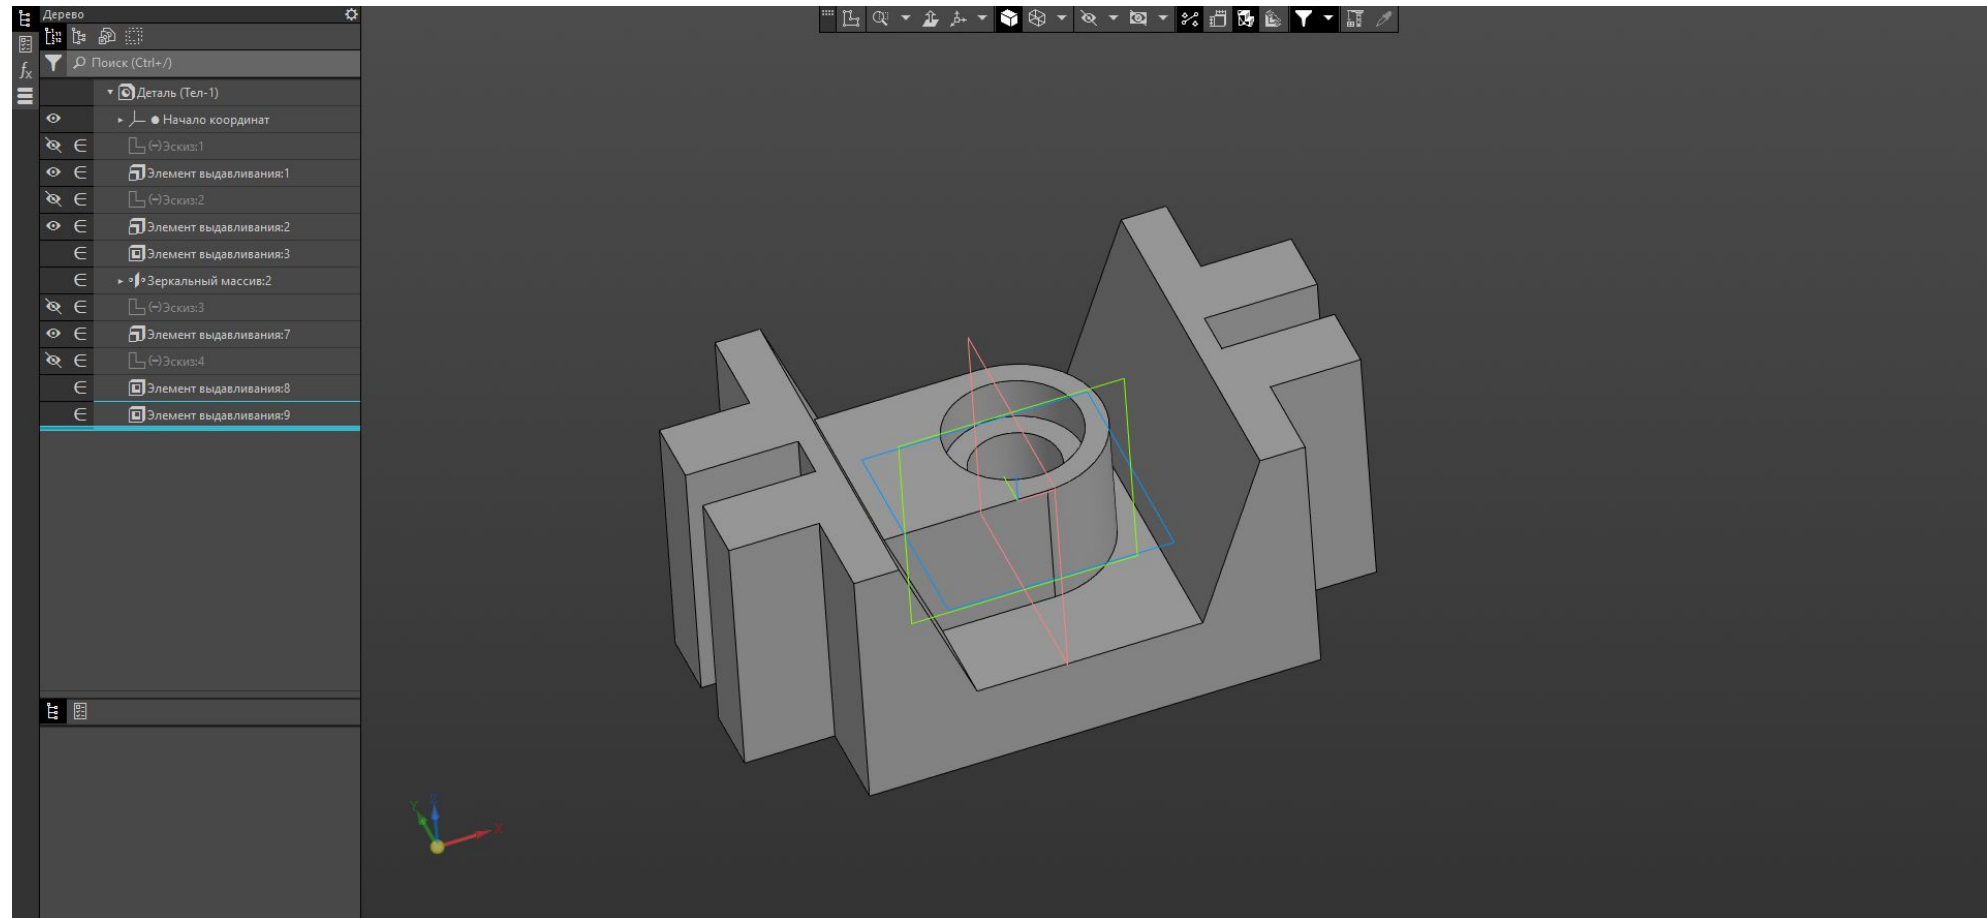 Дерево
Поиск (Ctrl+/)
Деталь (Тел-1)
Начало координат
(-)Эскиз:1
Элемент выдавливания:1
(-)Эскиз:2
Элемент выдавливания:2
Элемент выдавливания:3
Зеркальный массив:2
(-)Эскиз:3
Элемент выдавливания:7
(-)Эскиз:4
Элемент выдавливания:8
Элемент выдавливания:9
Y Z X